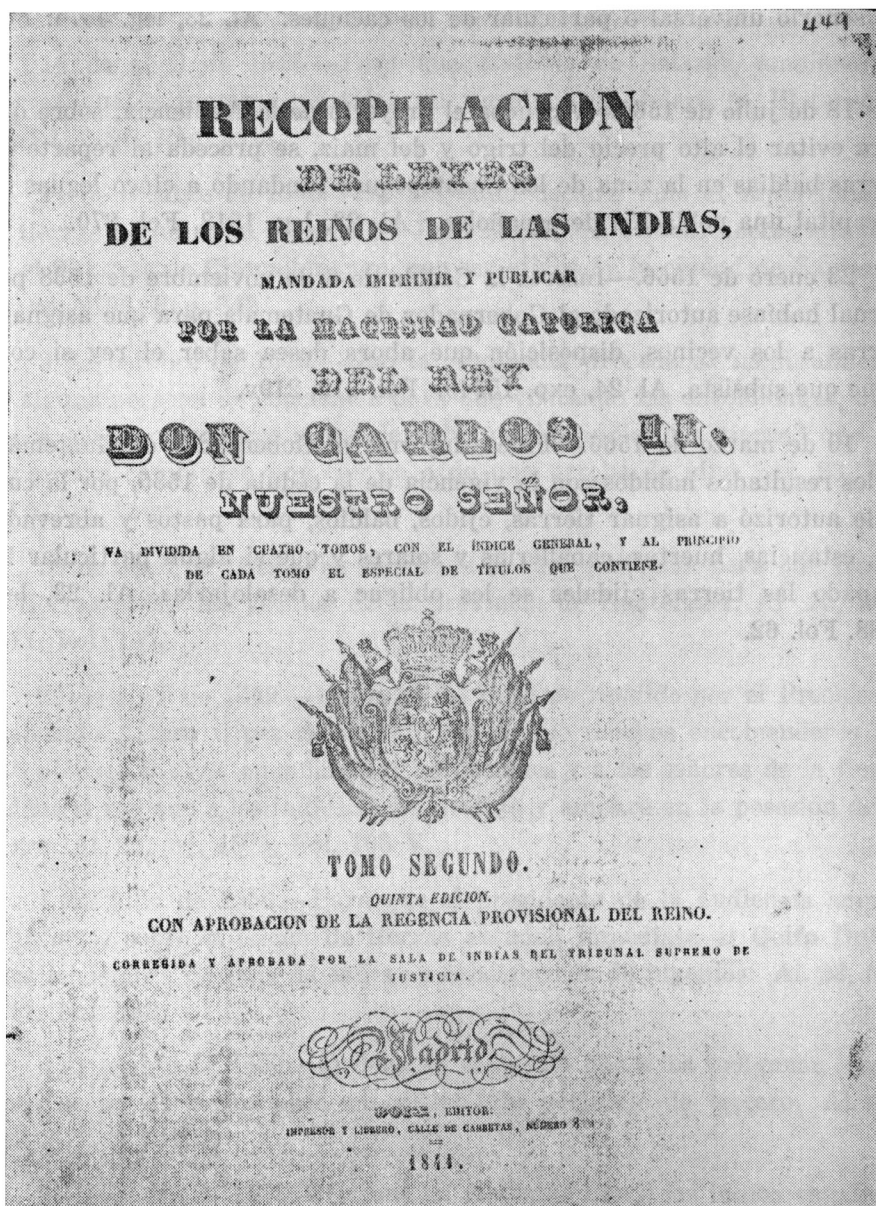 RECOPILACION
DE LEYES
DE LOS REINOS DE LAS INDIAS,
MANDADA IMPRIMIR Y PUBLICAR
POR LA MAGESTAD CATOLICA
DEL REY
DON CARLOS II.
NUESTRO SEÑOR,
VA DIVIDIDA EN CUATRO TOMOS, CON EL ÍNDICE GENERAL, Y AL PRINCIPIO
DE CADA TOMO EL ESPECIAL DE TÍTULOS QUE CONTIENE.
TOMO SEGUNDO.
QUINTA EDICION.
CON APROBACION DE LA REGENCIA PROVISIONAL DEL REINO.
CORREGIDA Y APROBADA POR LA SALA DE INDIAS DEL TRIBUNAL SUPREMO DE
JUSTICIA.
Madrid.
BOIX, EDITOR.
IMPRESOR Y LIBRERO, CALLE DE CARRETAS, NÚMERO 8
1841.